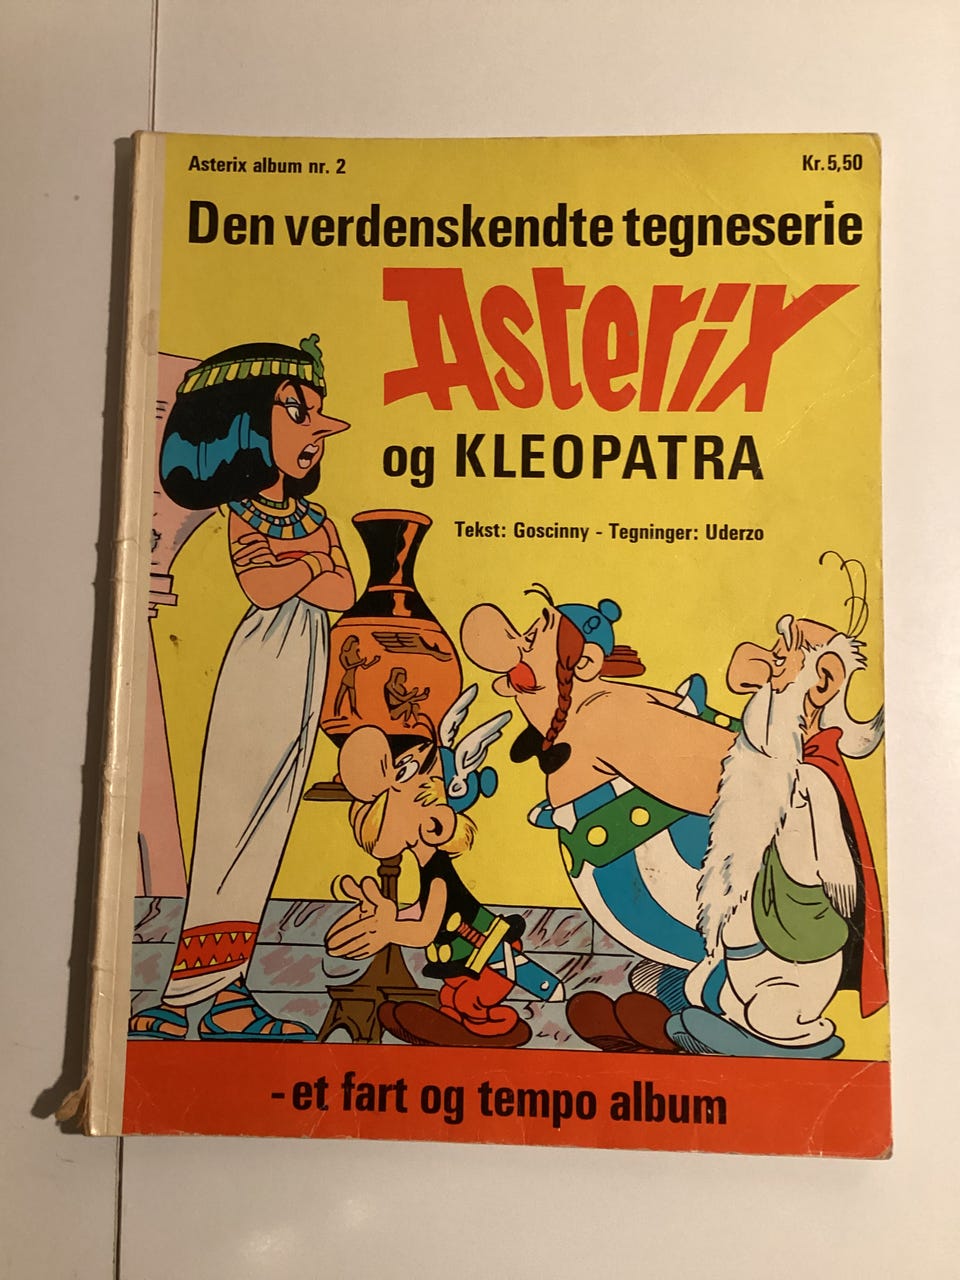 Asterix album nr. 2
Kr. 5,50
Den verdenskendte tegneserie
Asterix
og KLEOPATRA
Tekst: Goscinny - Tegninger: Uderzo
- et fart og tempo album